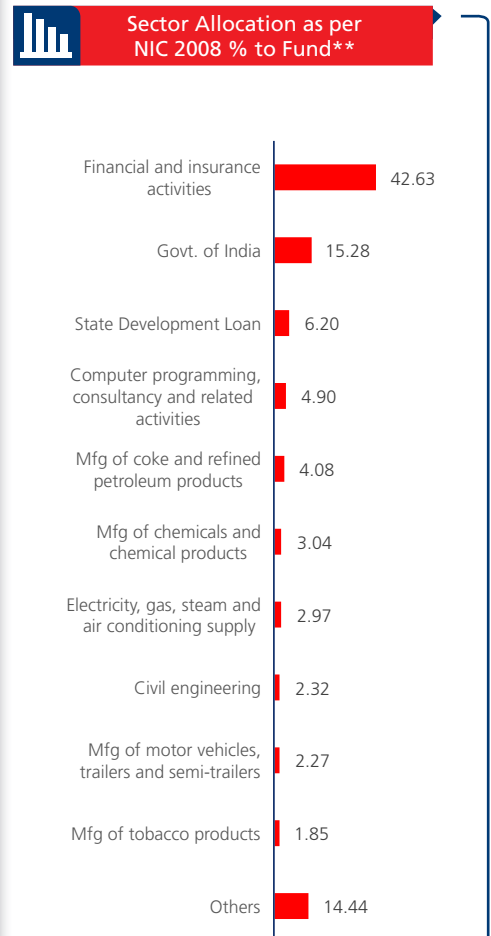 Sector Allocation as per
NIC 2008 % to Fund**
Financial and insurance
activities
42.63
Govt. of India
15.28
State Development Loan
6.20
Computer programming,
consultancy and related
activities
4.90
Mfg of coke and refined
petroleum products
4.08
Mfg of chemicals and
chemical products
3.04
Electricity, gas, steam and
air conditioning supply
2.97
Civil engineering
2.32
Mfg of motor vehicles,
trailers and semi-trailers
2.27
Mfg of tobacco products
1.85
Others
14.44